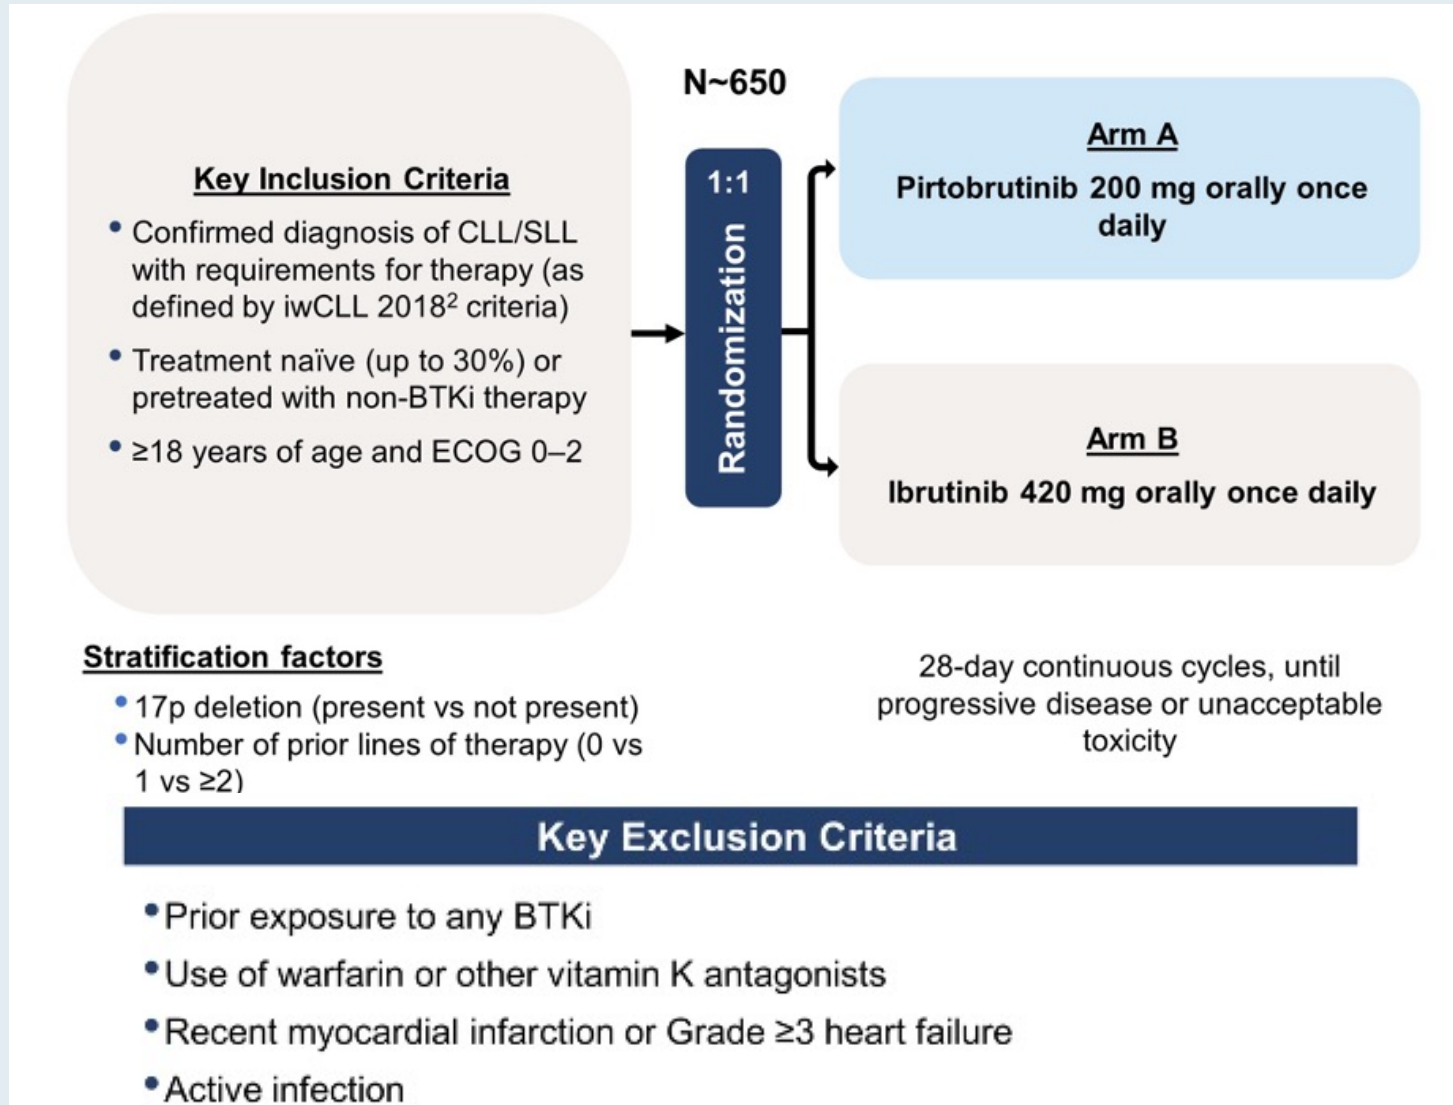 Key Inclusion Criteria
• Confirmed diagnosis of CLL/SLL
with requirements for therapy (as
defined by iwCLL 2018² criteria)
• Treatment naïve (up to 30%) or
pretreated with non-BTKi therapy
• ≥18 years of age and ECOG 0–2
N~650
1:1
Randomization
Arm A
Pirtobrutinib 200 mg orally once
daily
Arm B
Ibrutinib 420 mg orally once daily
Stratification factors
• 17p deletion (present vs not present)
• Number of prior lines of therapy (0 vs
1 vs ≥2)
28-day continuous cycles, until
progressive disease or unacceptable
toxicity
Key Exclusion Criteria
• Prior exposure to any BTKi
• Use of warfarin or other vitamin K antagonists
• Recent myocardial infarction or Grade ≥3 heart failure
• Active infection